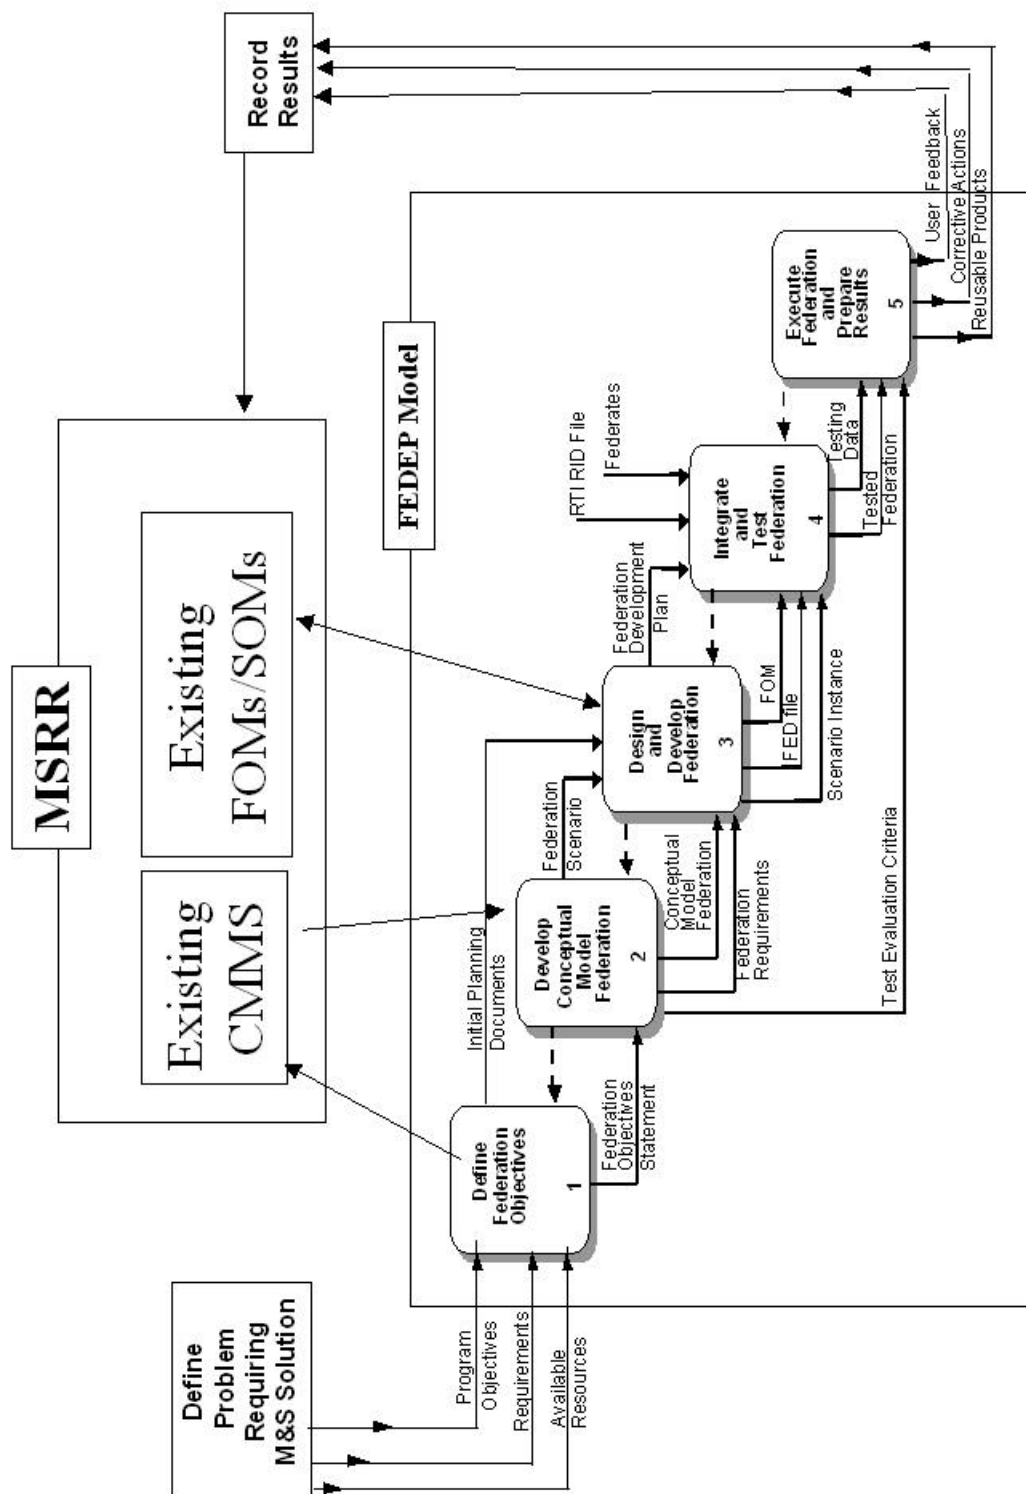 Define
Problem
Requiring
M&S Solution
MSRR
Existing
CMMS
Existing
FOMs/SOMs
Record
Results
FEDEP Model
Program
Objectives
Requirements
Available
Resources
Define
Federation
Objectives
1
Initial Planning
Documents
Federation
Objectives
Statement
Develop
Conceptual
Model
Federation
2
Federation
Scenario
Conceptual
Model
Federation
Federation
Requirements
Test Evaluation Criteria
Design
and
Develop
Federation
3
Federation
Development
Plan
FOM
FED file
Scenario Instance
RTI RID File
Federates
Integrate
and
Test
Federation
4
Testing
Data
Tested
Federation
Execute
Federation
and
Prepare
Results
5
User Feedback
Corrective Actions
Reusable Products